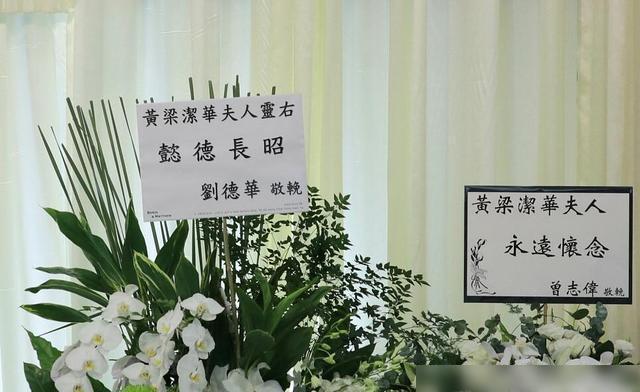 黃梁潔華夫人靈右
懿德長昭
劉德華 敬輓
黃梁潔華夫人
永遠懷念
曾志偉 敬輓